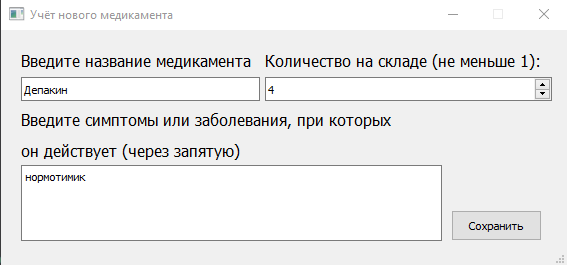 Учёт нового медикамента
Введите название медикамента Количество на складе (не меньше 1):
Депакин 4
Введите симптомы или заболевания, при которых
он действует (через запятую)
нормотимик
Сохранить